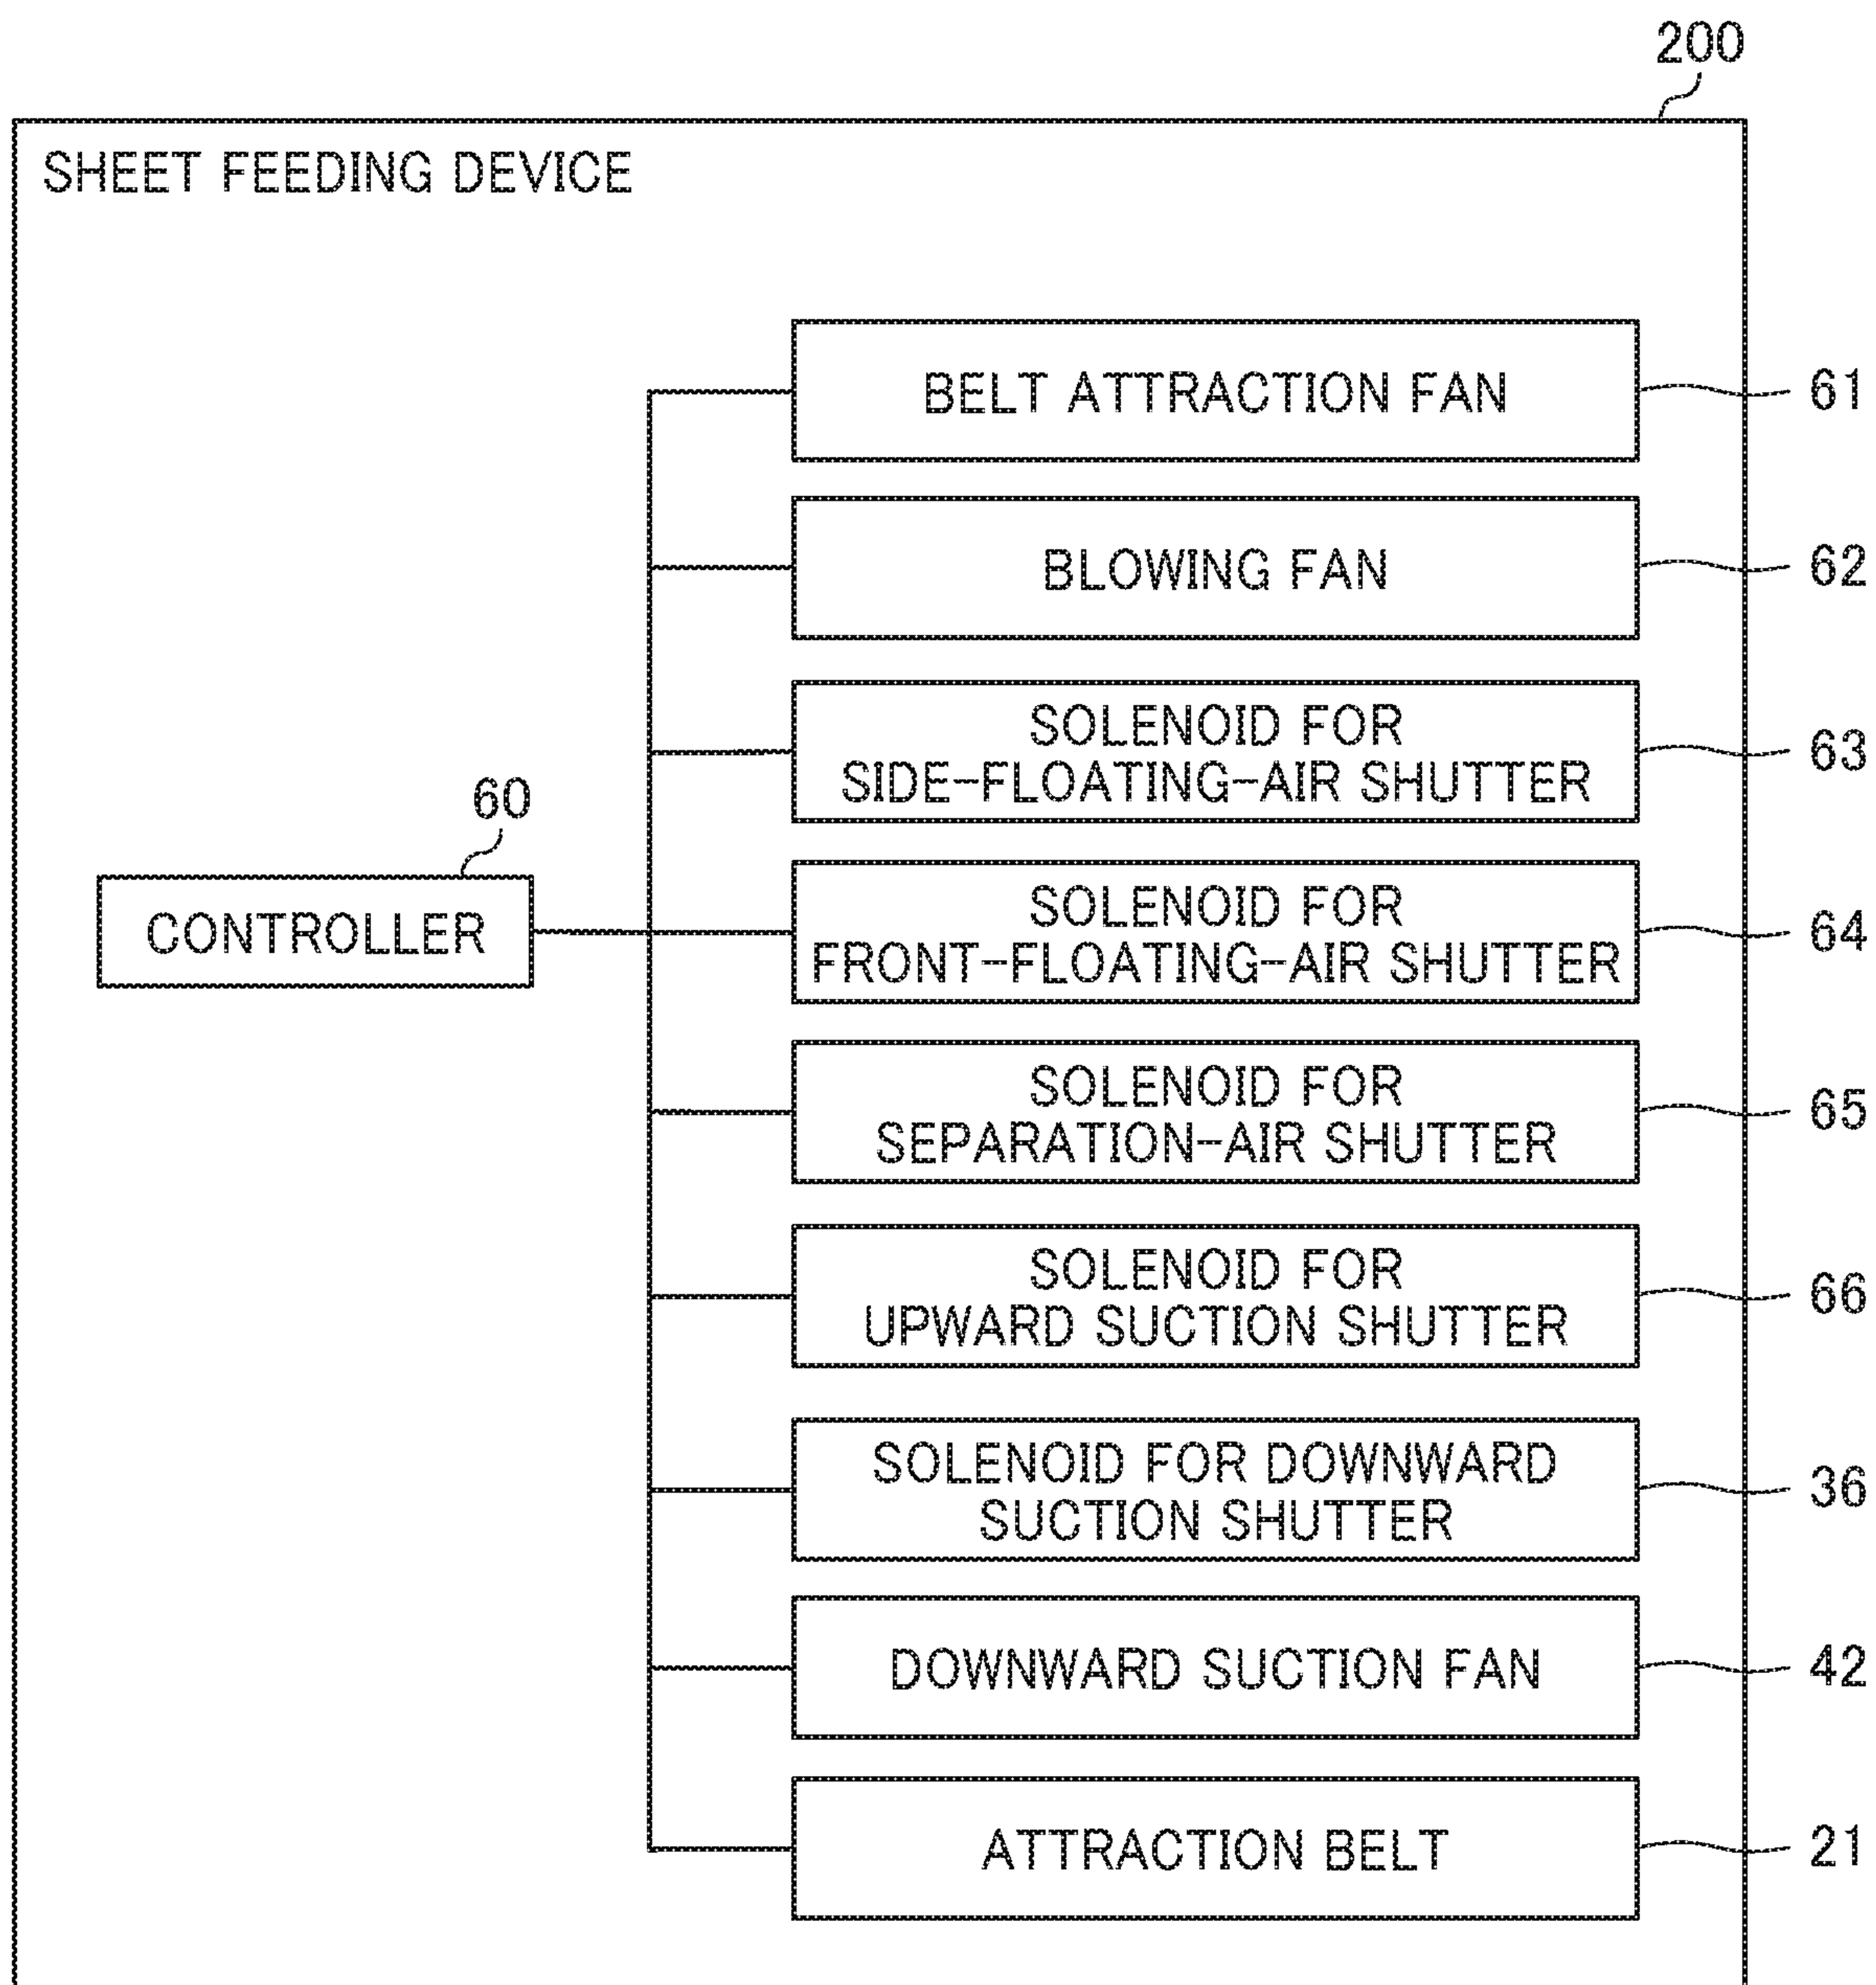 200
SHEET FEEDING DEVICE
BELT ATTRACTION FAN
61
BLOWING FAN
62
SOLENOID FOR
SIDE-FLOATING-AIR SHUTTER
63
60
CONTROLLER
SOLENOID FOR
FRONT-FLOATING-AIR SHUTTER
64
SOLENOID FOR
SEPARATION-AIR SHUTTER
65
SOLENOID FOR
UPWARD SUCTION SHUTTER
66
SOLENOID FOR DOWNWARD
SUCTION SHUTTER
36
DOWNWARD SUCTION FAN
42
ATTRACTION BELT
21